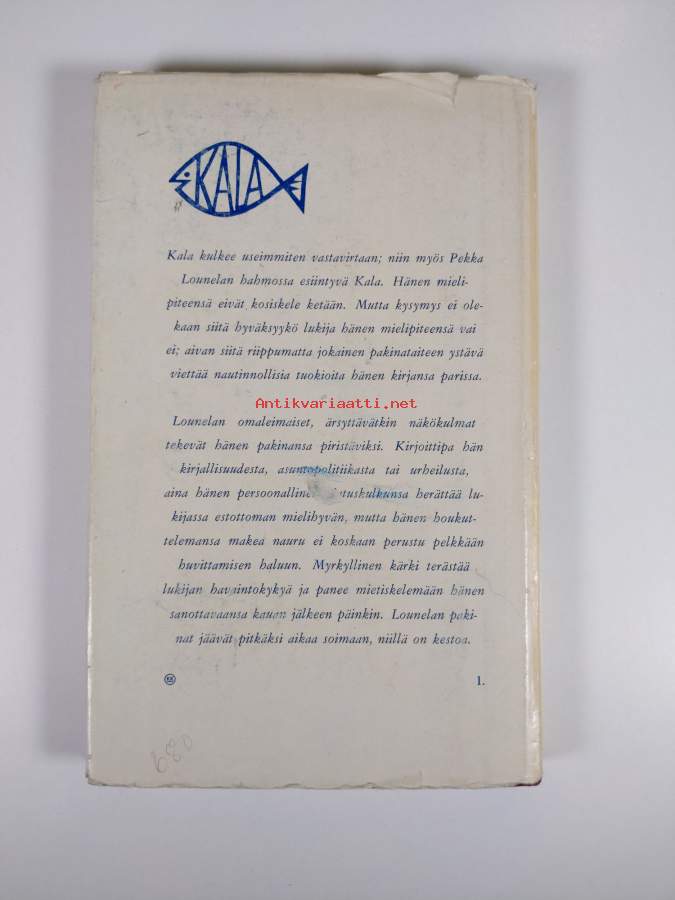 KALA
Kala kulkee useimmiten vastavirtaan; niin myös Pekka
Lounelan hahmossa esiintyvä Kala. Hänen mieli-
piteensä eivät kosiskele ketään. Mutta kysymys ei ole-
kaan siitä hyväksyykö lukija hänen mielipiteensä vai
ei; aivan siitä riippumatta jokainen pakinataiteen ystävä
viettää nautinnollisia tuokioita hänen kirjansa parissa.
Antikvariaatti.net
Lounelan omaleimaiset, ärsyttävätkin näkökulmat
tekevät hänen pakinansa piristäviksi. Kirjoittipa hän
kirjallisuudesta, asuntopolitiikasta tai urheilusta,
aina hänen persoonallinen herättää lu-
kijassa estottoman mielihyvän, mutta hänen houkut-
telemansa makea nauru ei koskaan perustu pelkkään
huvittamisen haluun. Myrkyllinen kärki terästää
lukijan havaintokykyä ja panee mietiskelemään hänen
sanottavaansa kauan jälkeen päinkin. Lounelan paki-
nat jäävät pitkäksi aikaa soimaan, niillä on kestoa.
1.
680